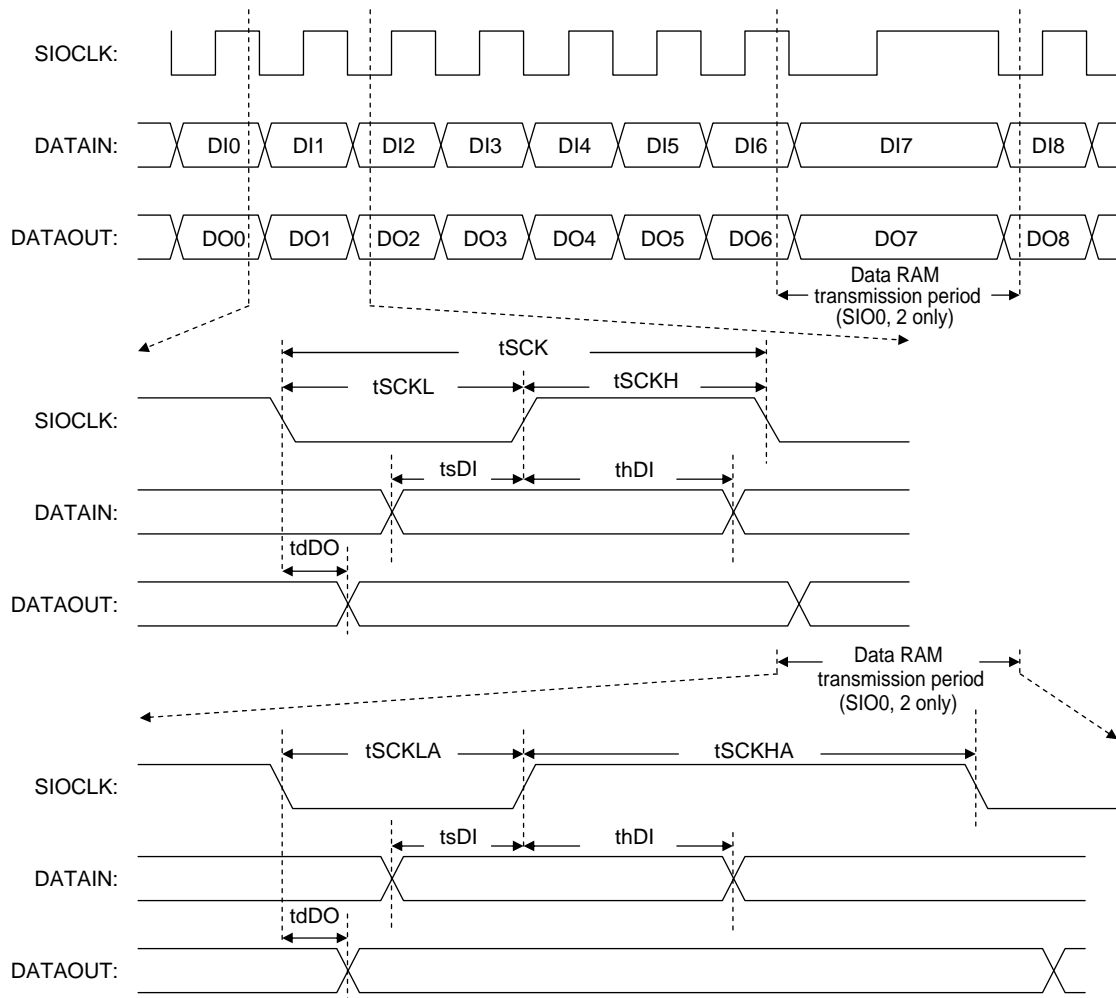 SIOCLK:
DATAIN: DI0 DI1 DI2 DI3 DI4 DI5 DI6 DI7 DI8
DATAOUT: DO0 DO1 DO2 DO3 DO4 DO5 DO6 DO7 DO8
Data RAM
transmission period
(SIO0, 2 only)
tSCK
tSCKL tSCKH
SIOCLK:
tsDI thDI
DATAIN:
tdDO
DATAOUT:
Data RAM
transmission period
(SIO0, 2 only)
tSCKLA tSCKHA
SIOCLK:
tsDI thDI
DATAIN:
tdDO
DATAOUT: